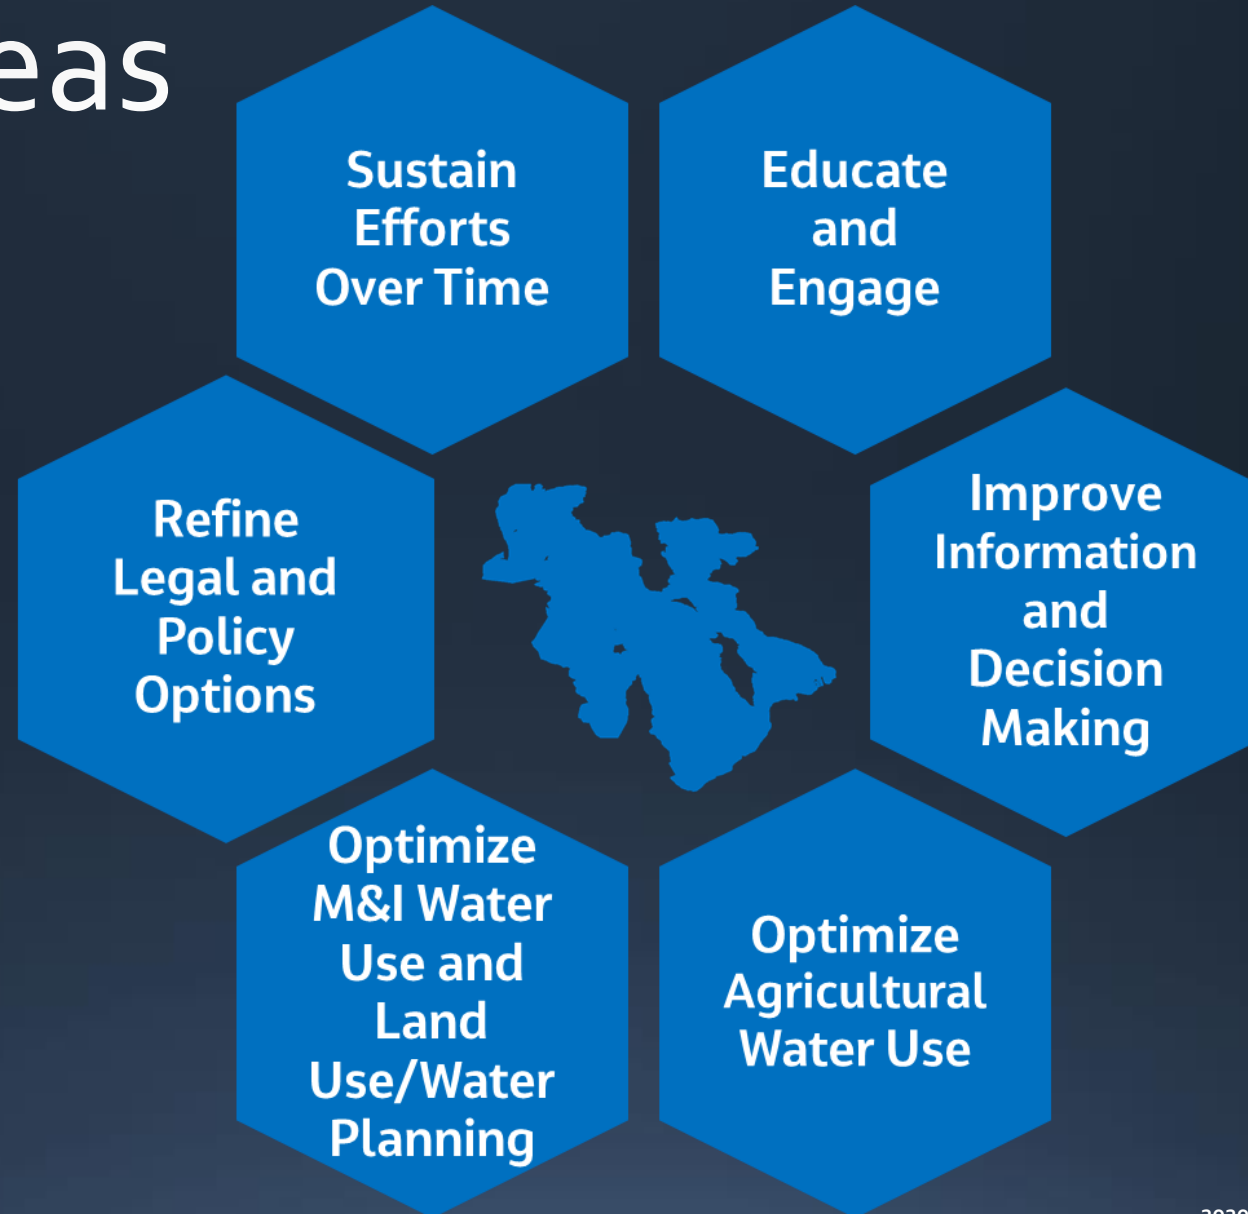 eas
Sustain
Efforts
Over Time
Educate
and
Engage
Refine
Legal and
Policy
Options
Improve
Information
and
Decision
Making
Optimize
M&I Water
Use and
Land
Use/Water
Planning
Optimize
Agricultural
Water Use